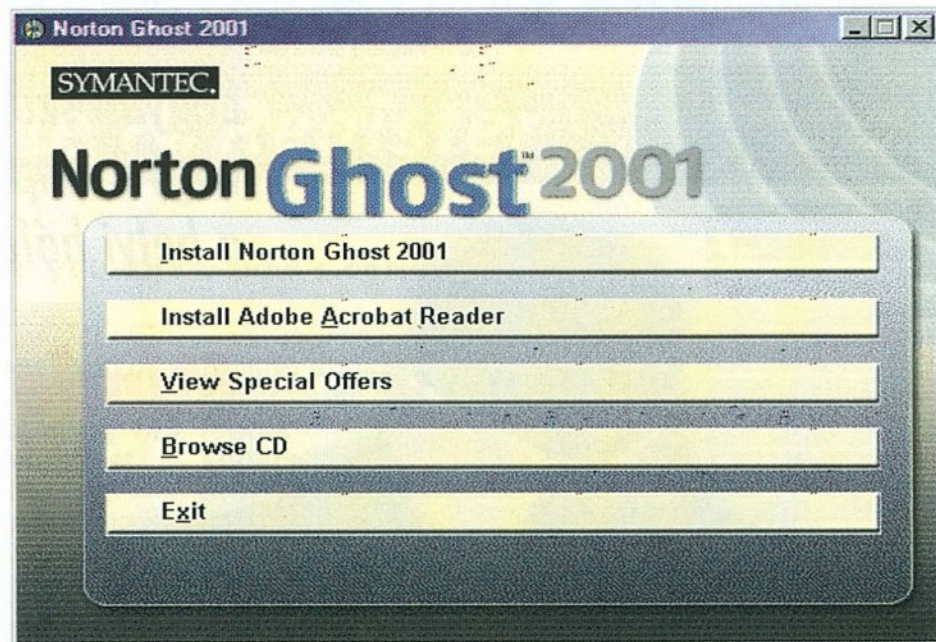 Norton Ghost 2001
SYMANTEC.
Norton Ghost™ 2001
Install Norton Ghost 2001
Install Adobe Acrobat Reader
View Special Offers
Browse CD
Exit